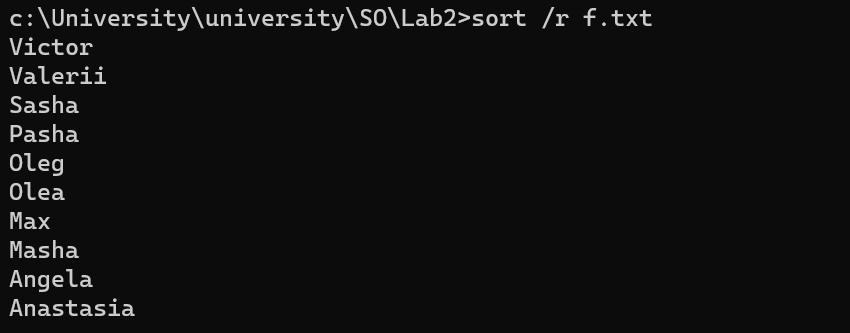 c:\University\university\SO\Lab2>sort /r f.txt
Victor
Valerii
Sasha
Pasha
Oleg
Olea
Max
Masha
Angela
Anastasia